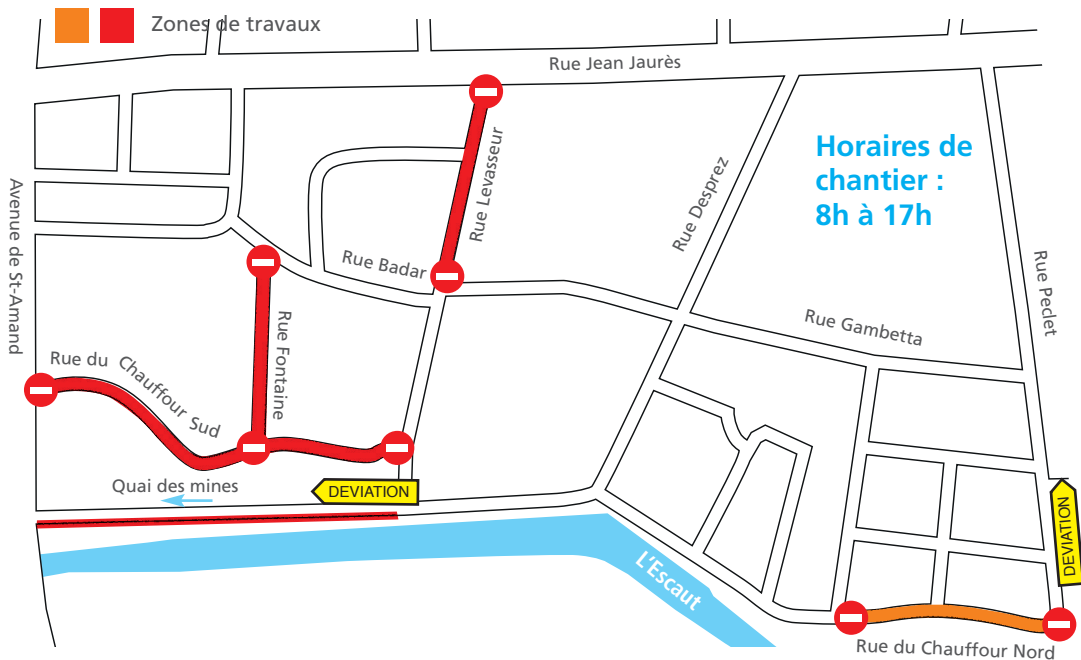 Zones de travaux
Rue Jean Jaurès
Horaires de
chantier :
8h à 17h
Avenue de St-Amand
Rue Levasseur
Rue Desprez
Rue Badar
Rue Peclet
Rue Fontaine
Rue Gambetta
Rue du Chauffour Sud
Quai des mines
DEVIATION
DEVIATION
L'Escaut
Rue du Chauffour Nord